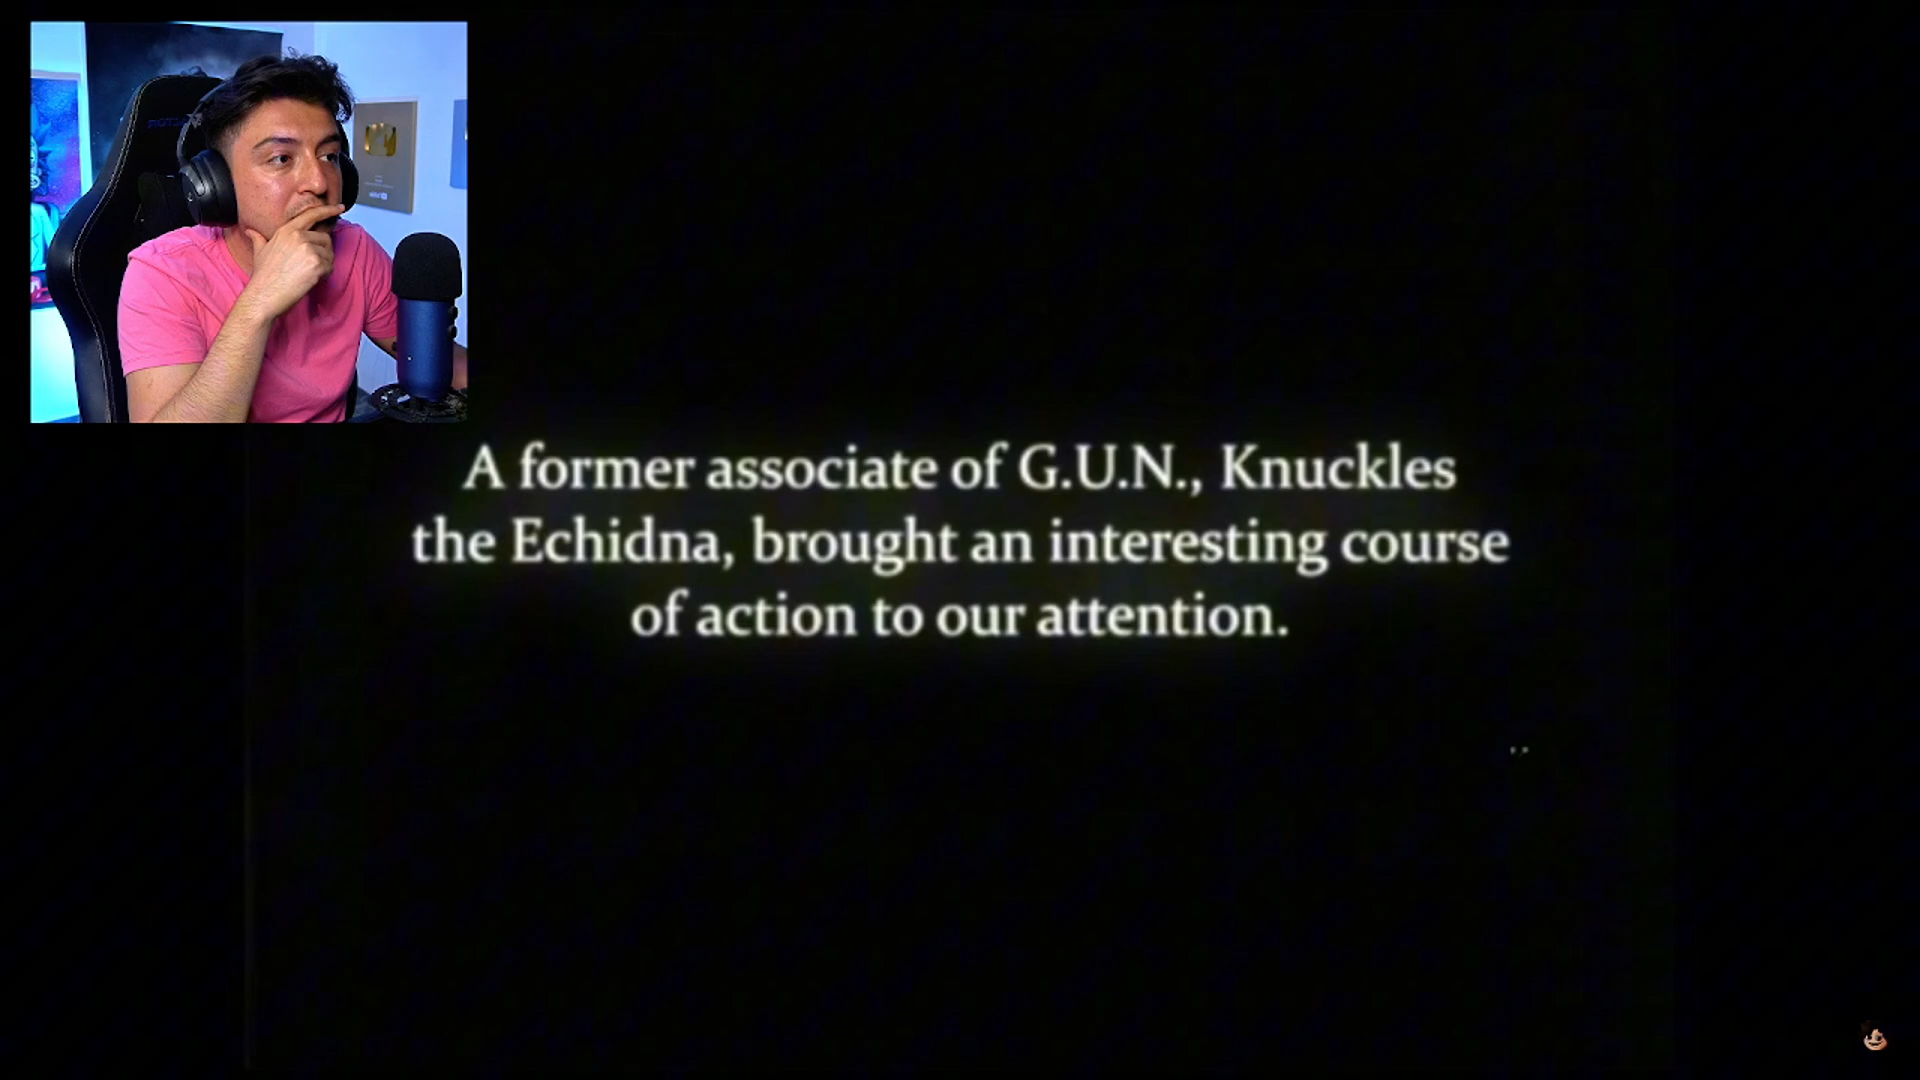 A former associate of G.U.N., Knuckles
the Echidna, brought an interesting course
of action to our attention.